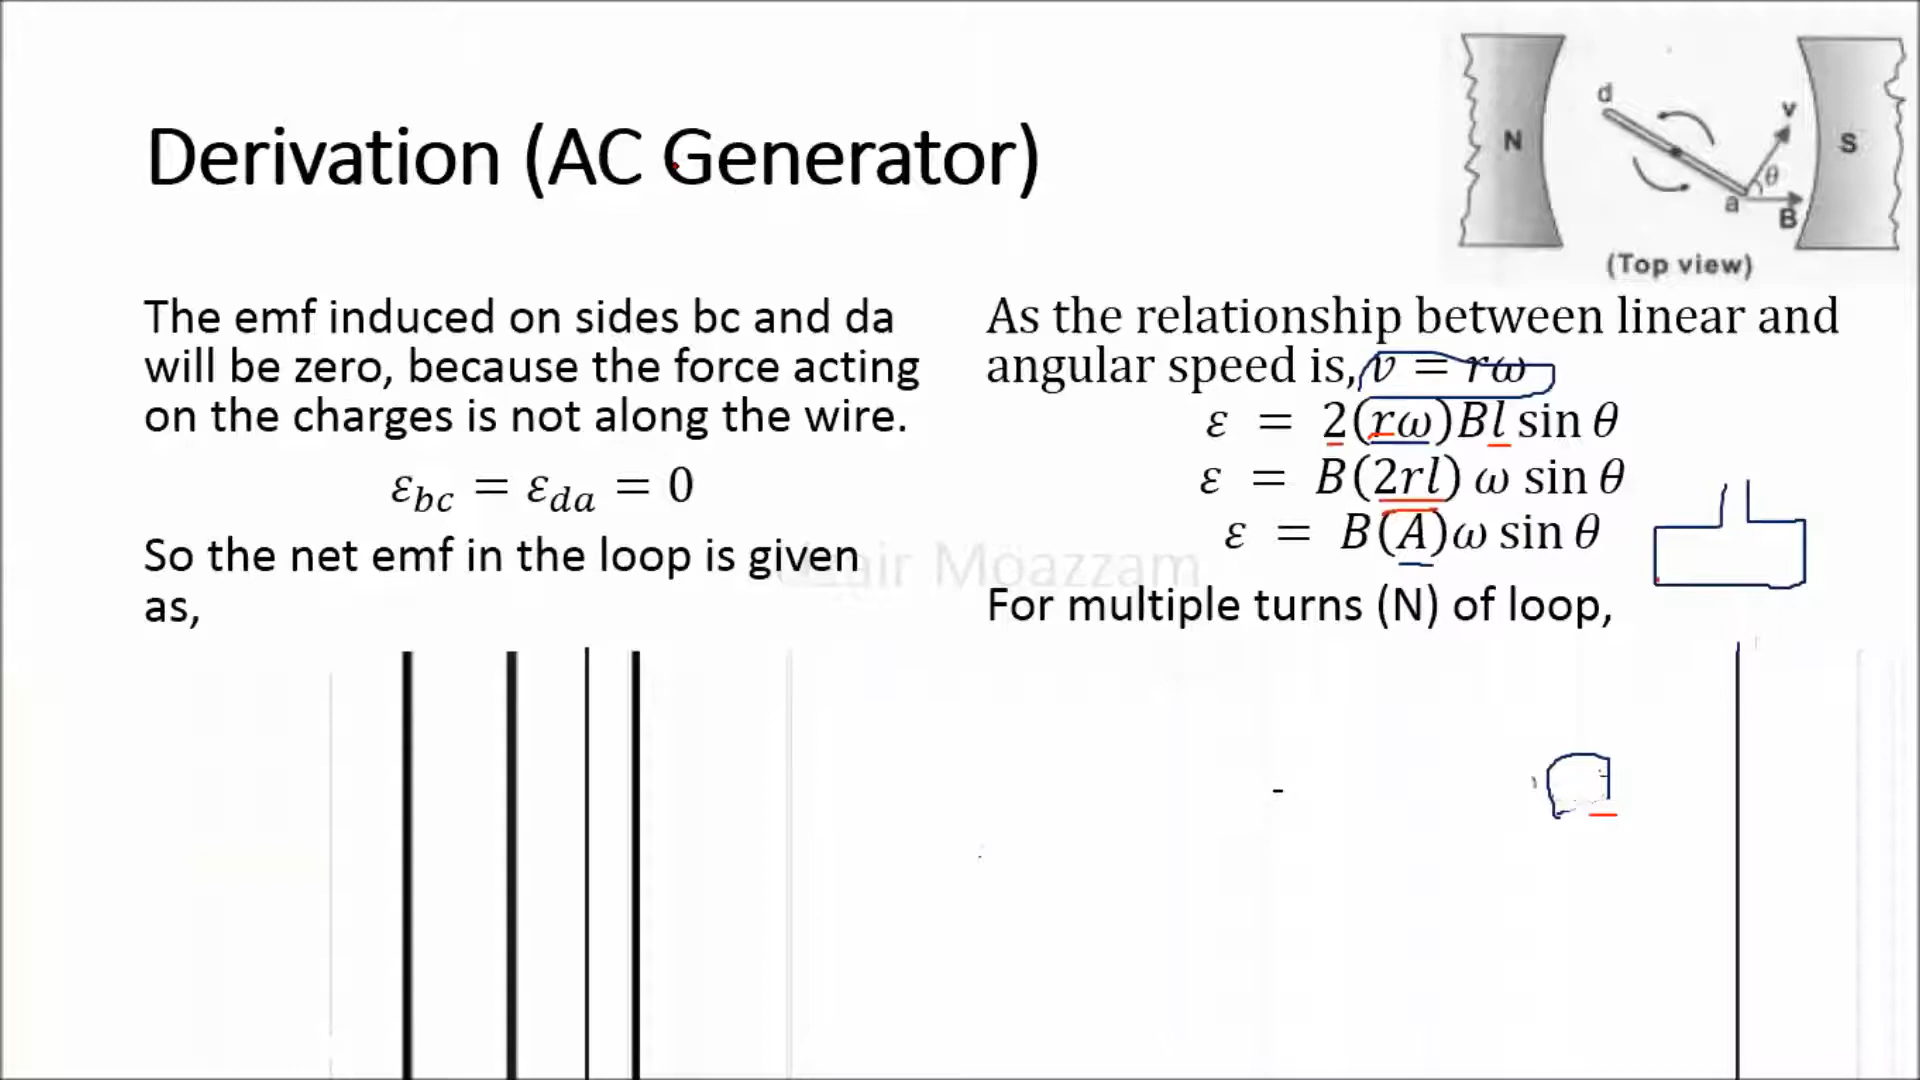 Derivation (AC Generator)
N
d
v
θ
a
B
S
(Top view)
The emf induced on sides bc and da
will be zero, because the force acting
on the charges is not along the wire.
ε_bc = ε_da = 0
So the net emf in the loop is given
as,
As the relationship between linear and
angular speed is, v = rω
ε = 2(rω)Bl sin θ
ε = B(2rl) ω sin θ
ε = B(A)ω sin θ
For multiple turns (N) of loop,
Moazzam